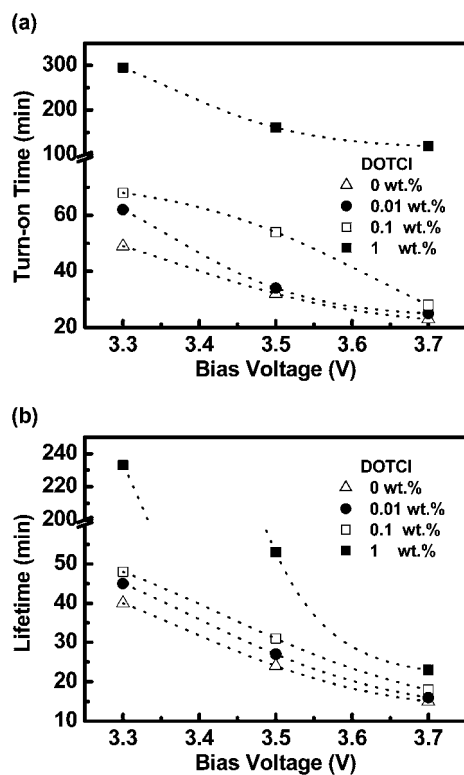 (a)
300
200
100
60
40
20
Turn-on Time (min)
DOTCI
0 wt.%
0.01 wt.%
0.1 wt.%
1 wt.%
3.3 3.4 3.5 3.6 3.7
Bias Voltage (V)
(b)
240
220
200
50
40
30
20
10
Lifetime (min)
DOTCI
0 wt.%
0.01 wt.%
0.1 wt.%
1 wt.%
3.3 3.4 3.5 3.6 3.7
Bias Voltage (V)